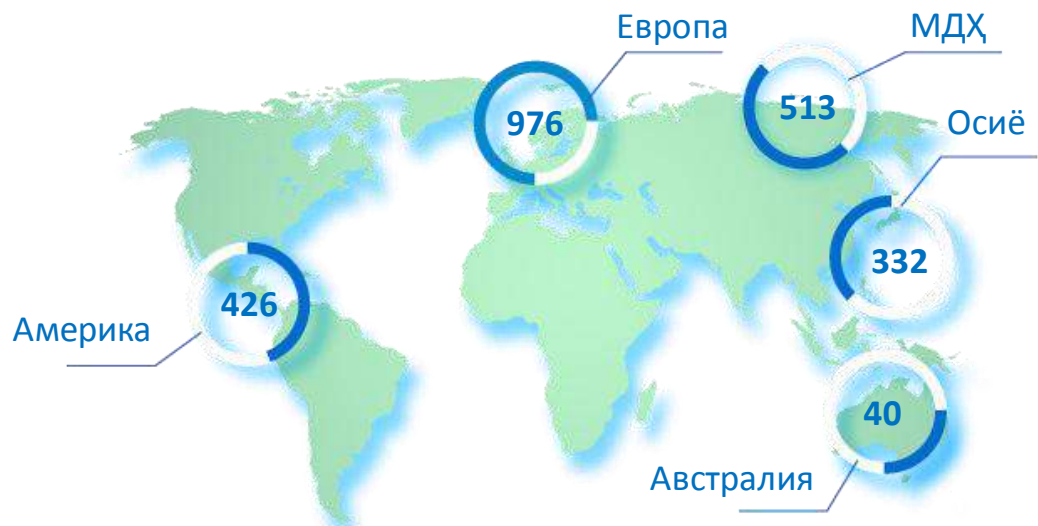 Европа
МДҲ
976
513
Осиё
332
426
Америка
40
Австралия